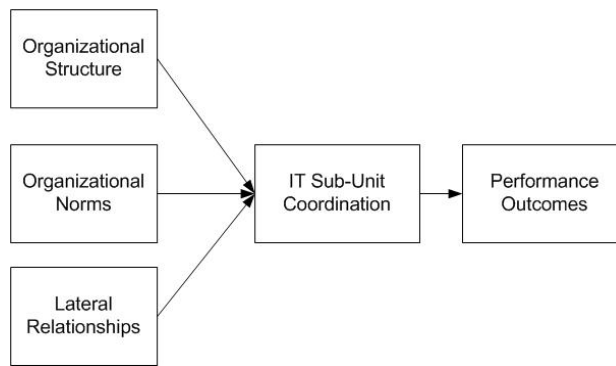 Organizational
Structure
Organizational
Norms
Lateral
Relationships
IT Sub-Unit
Coordination
Performance
Outcomes